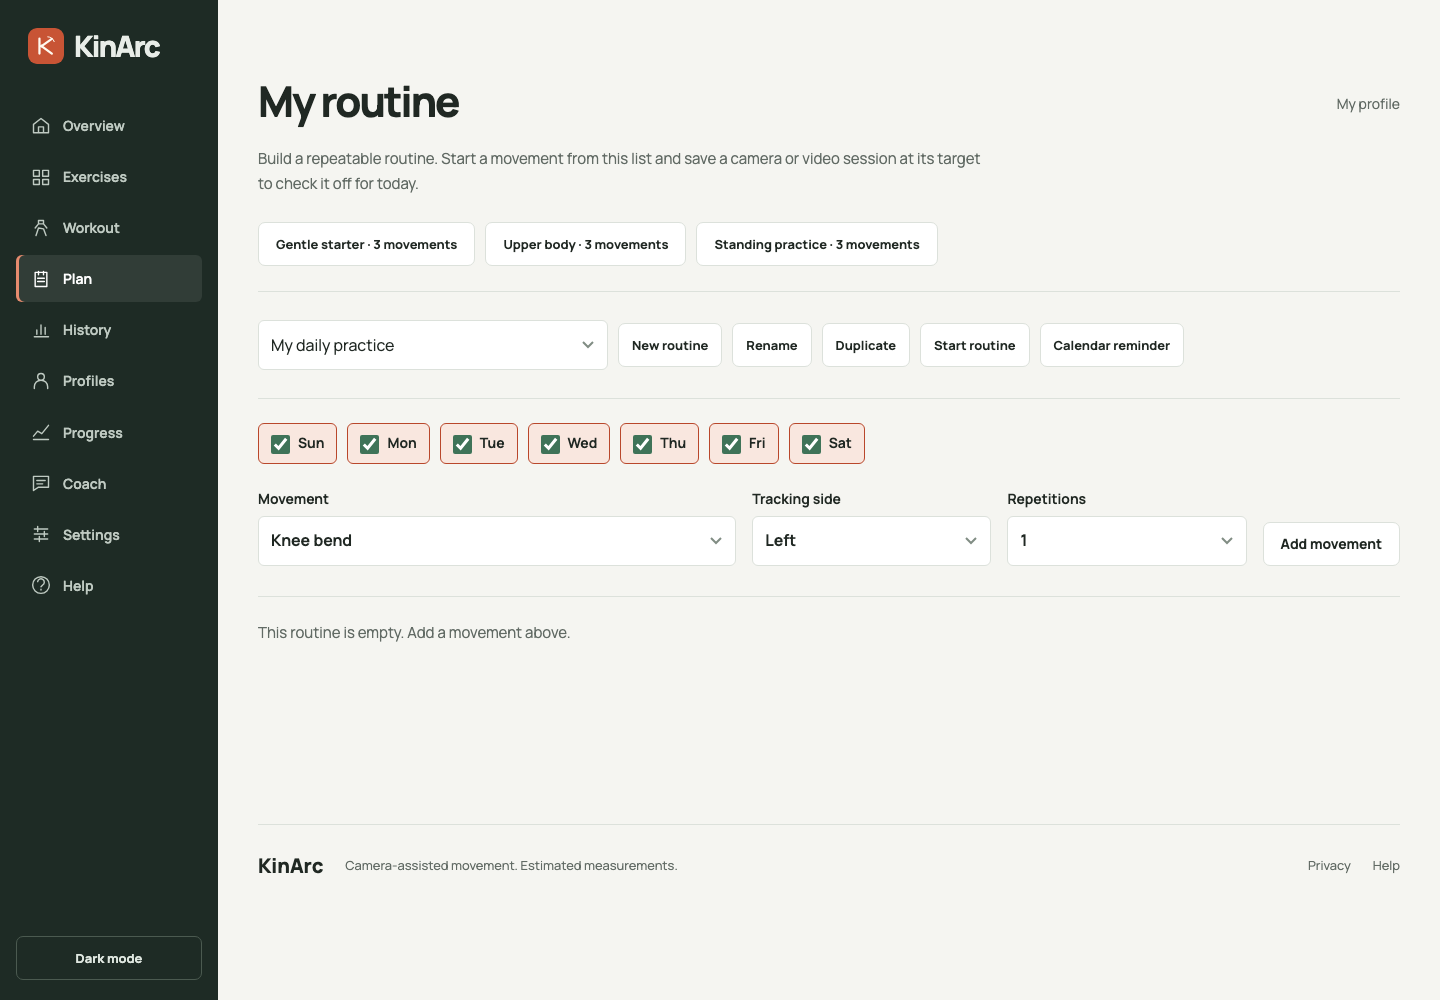 KinArc
Overview
Exercises
Workout
Plan
History
Profiles
Progress
Coach
Settings
Help
Dark mode
My routine
My profile
Build a repeatable routine. Start a movement from this list and save a camera or video session at its target
to check it off for today.
Gentle starter · 3 movements
Upper body · 3 movements
Standing practice · 3 movements
My daily practice
New routine
Rename
Duplicate
Start routine
Calendar reminder
Sun
Mon
Tue
Wed
Thu
Fri
Sat
Movement
Tracking side
Repetitions
Knee bend
Left
1
Add movement
This routine is empty. Add a movement above.
KinArc
Camera-assisted movement. Estimated measurements.
Privacy
Help